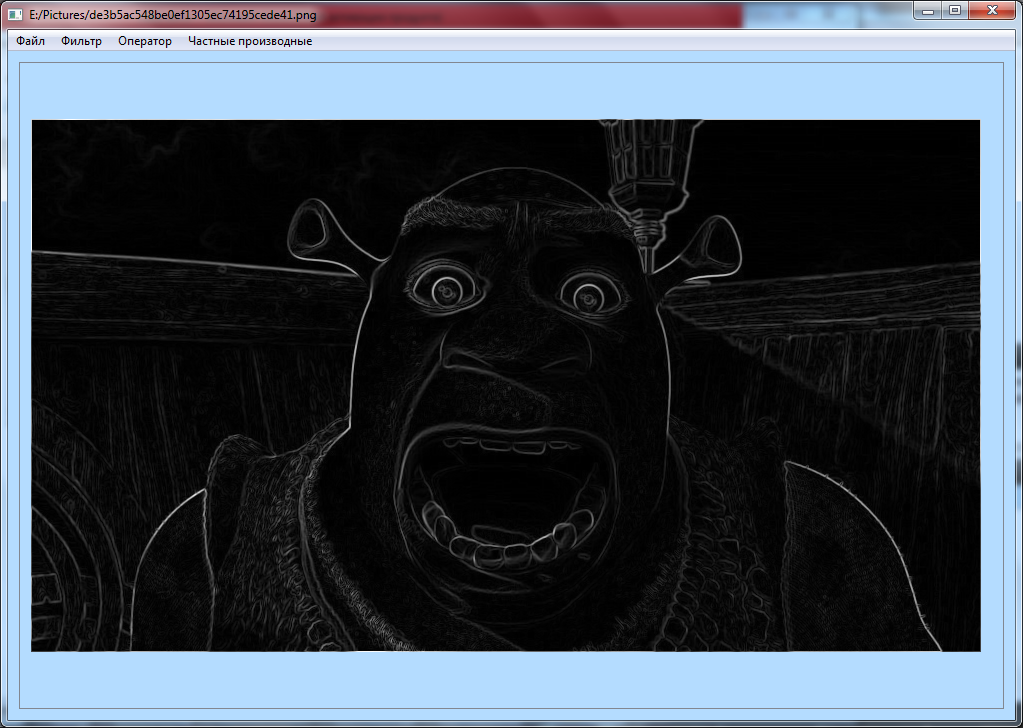 E:/Pictures/de3b5ac548be0ef1305ec74195cede41.png
Файл Фильтр Оператор Частные производные